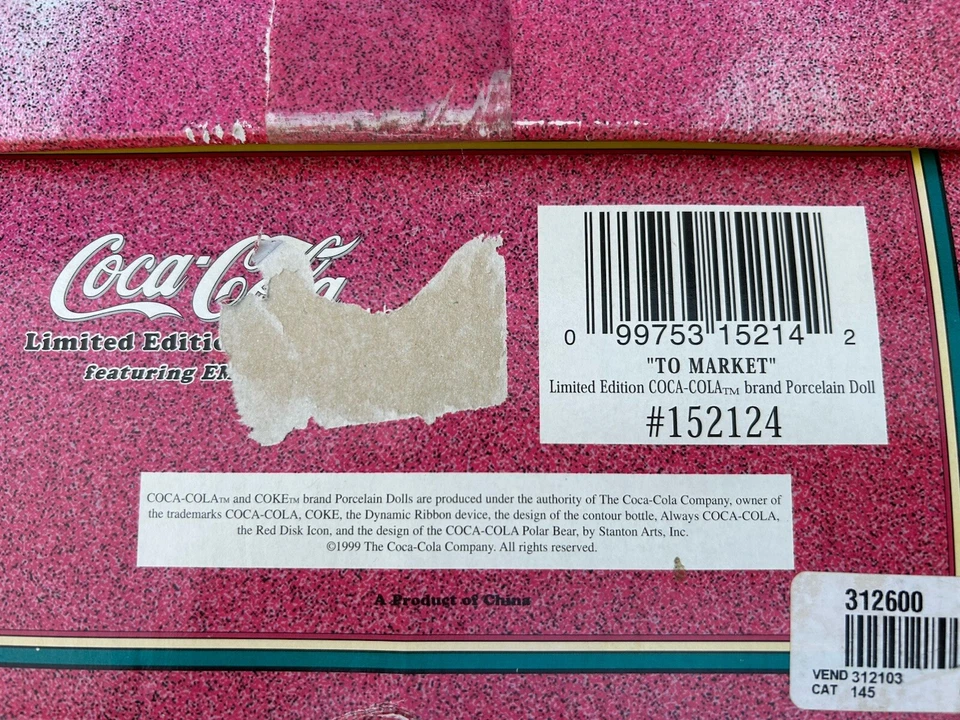 Coca-Cola
Limited
featuring
0 99753 15214 2
"TO MARKET"
Limited Edition COCA-COLA™ brand Porcelain Doll
#152124
COCA-COLA™ and COKE™ brand Porcelain Dolls are produced under the authority of The Coca-Cola Company, owner of
the trademarks COCA-COLA, COKE, the Dynamic Ribbon device, the design of the contour bottle, Always COCA-COLA,
the Red Disk Icon, and the design of the COCA-COLA Polar Bear, by Stanton Arts, Inc.
©1999 The Coca-Cola Company. All rights reserved.
A Product of China
312600
VEND 312103
CAT 145